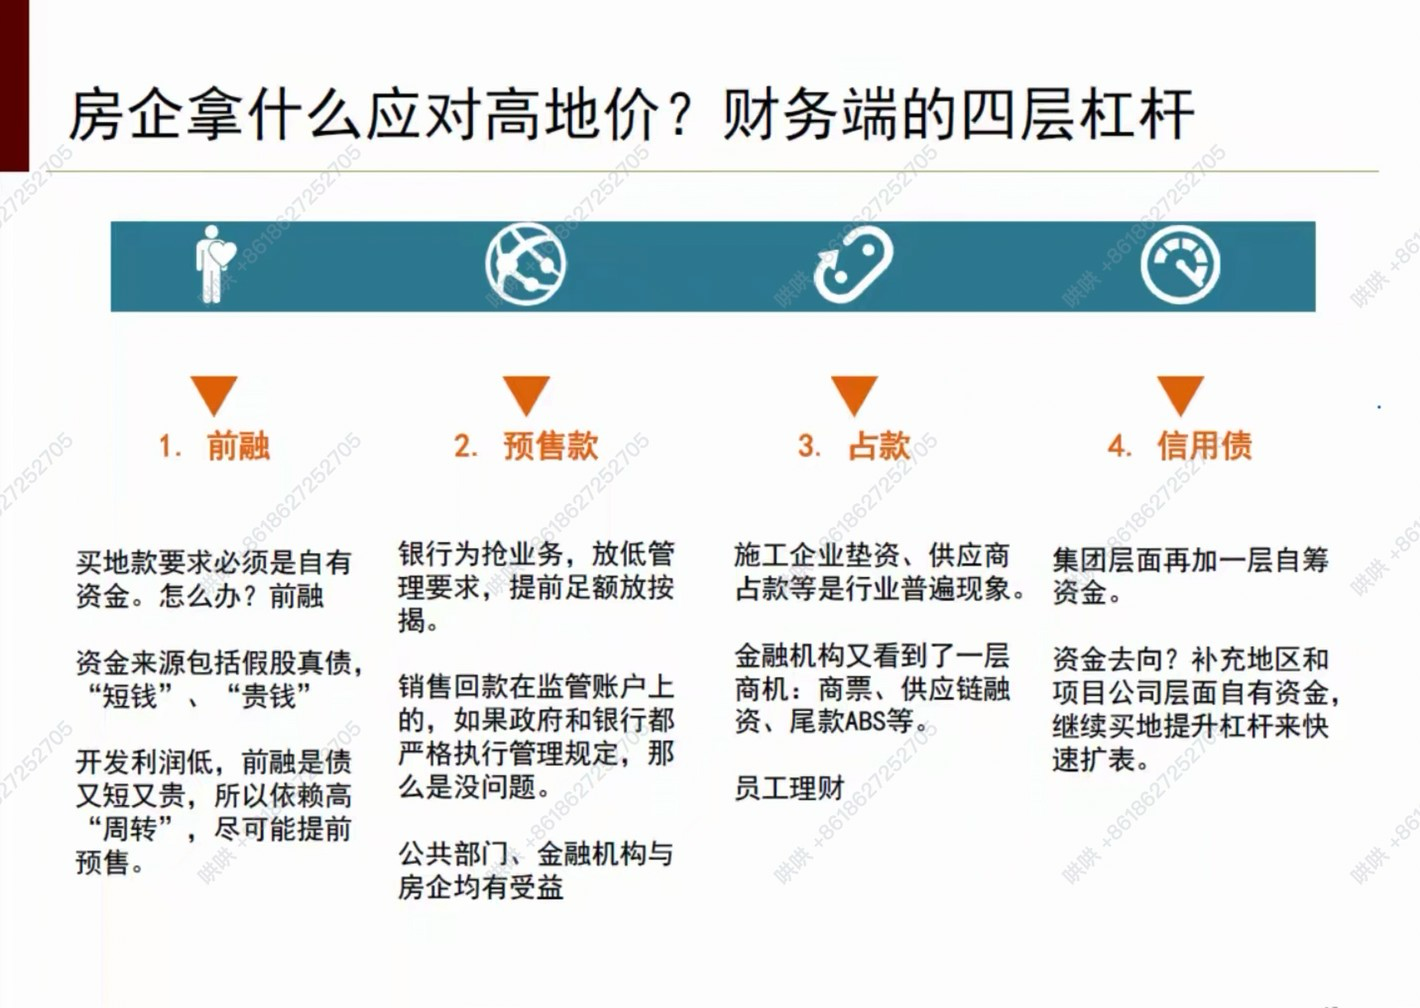 房企拿什么应对高地价？财务端的四层杠杆
1. 前融
买地款要求必须是自有
资金。怎么办？前融
资金来源包括假股真债，
“短钱”、“贵钱”
开发利润低，前融是债
又短又贵，所以依赖高
“周转”，尽可能提前
预售。
2. 预售款
银行为抢业务，放低管
理要求，提前足额放按
揭。
销售回款在监管账户上
的，如果政府和银行都
严格执行管理规定，那
么是没问题。
公共部门、金融机构与
房企均有受益
3. 占款
施工企业垫资、供应商
占款等是行业普遍现象。
金融机构又看到了一层
商机：商票、供应链融
资、尾款ABS等。
员工理财
4. 信用债
集团层面再加一层自筹
资金。
资金去向？补充地区和
项目公司层面自有资金，
继续买地提升杠杆来快
速扩表。
哄哄 +8618627252705